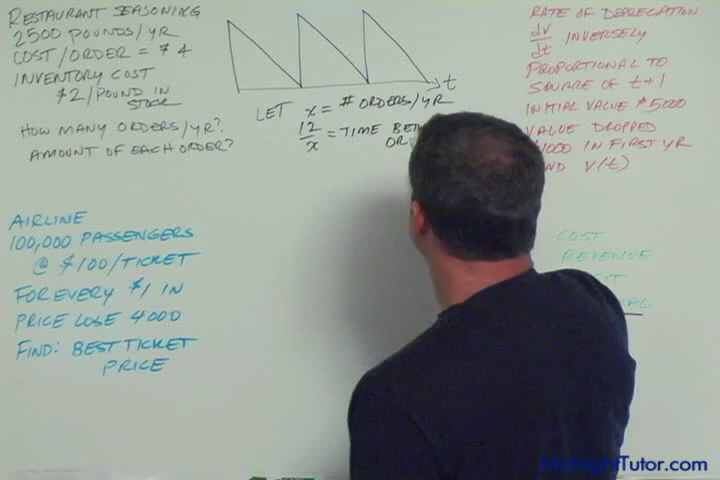 RESTAURANT SEASONING
2500 POUNDS/YR
COST/ORDER = $4
INVENTORY COST
$2/POUND IN
STOCK
HOW MANY ORDERS/YR?
AMOUNT OF EACH ORDER?
t
LET x = # ORDERS/YR
12/x = TIME
RATE OF DEPRECATION
dv/dt INVERSELY
PROPORTIONAL TO
SQUARE OF t+1
INITIAL VALUE $5000
VALUE DROPPED
IN FIRST YR
V(t)
AIRLINE
100,000 PASSENGERS
@ $100/TICKET
FOR EVERY $1 IN
PRICE LOSE 4000
FIND: BEST TICKET
PRICE
COST
REVENUE
MidnightTutor.com